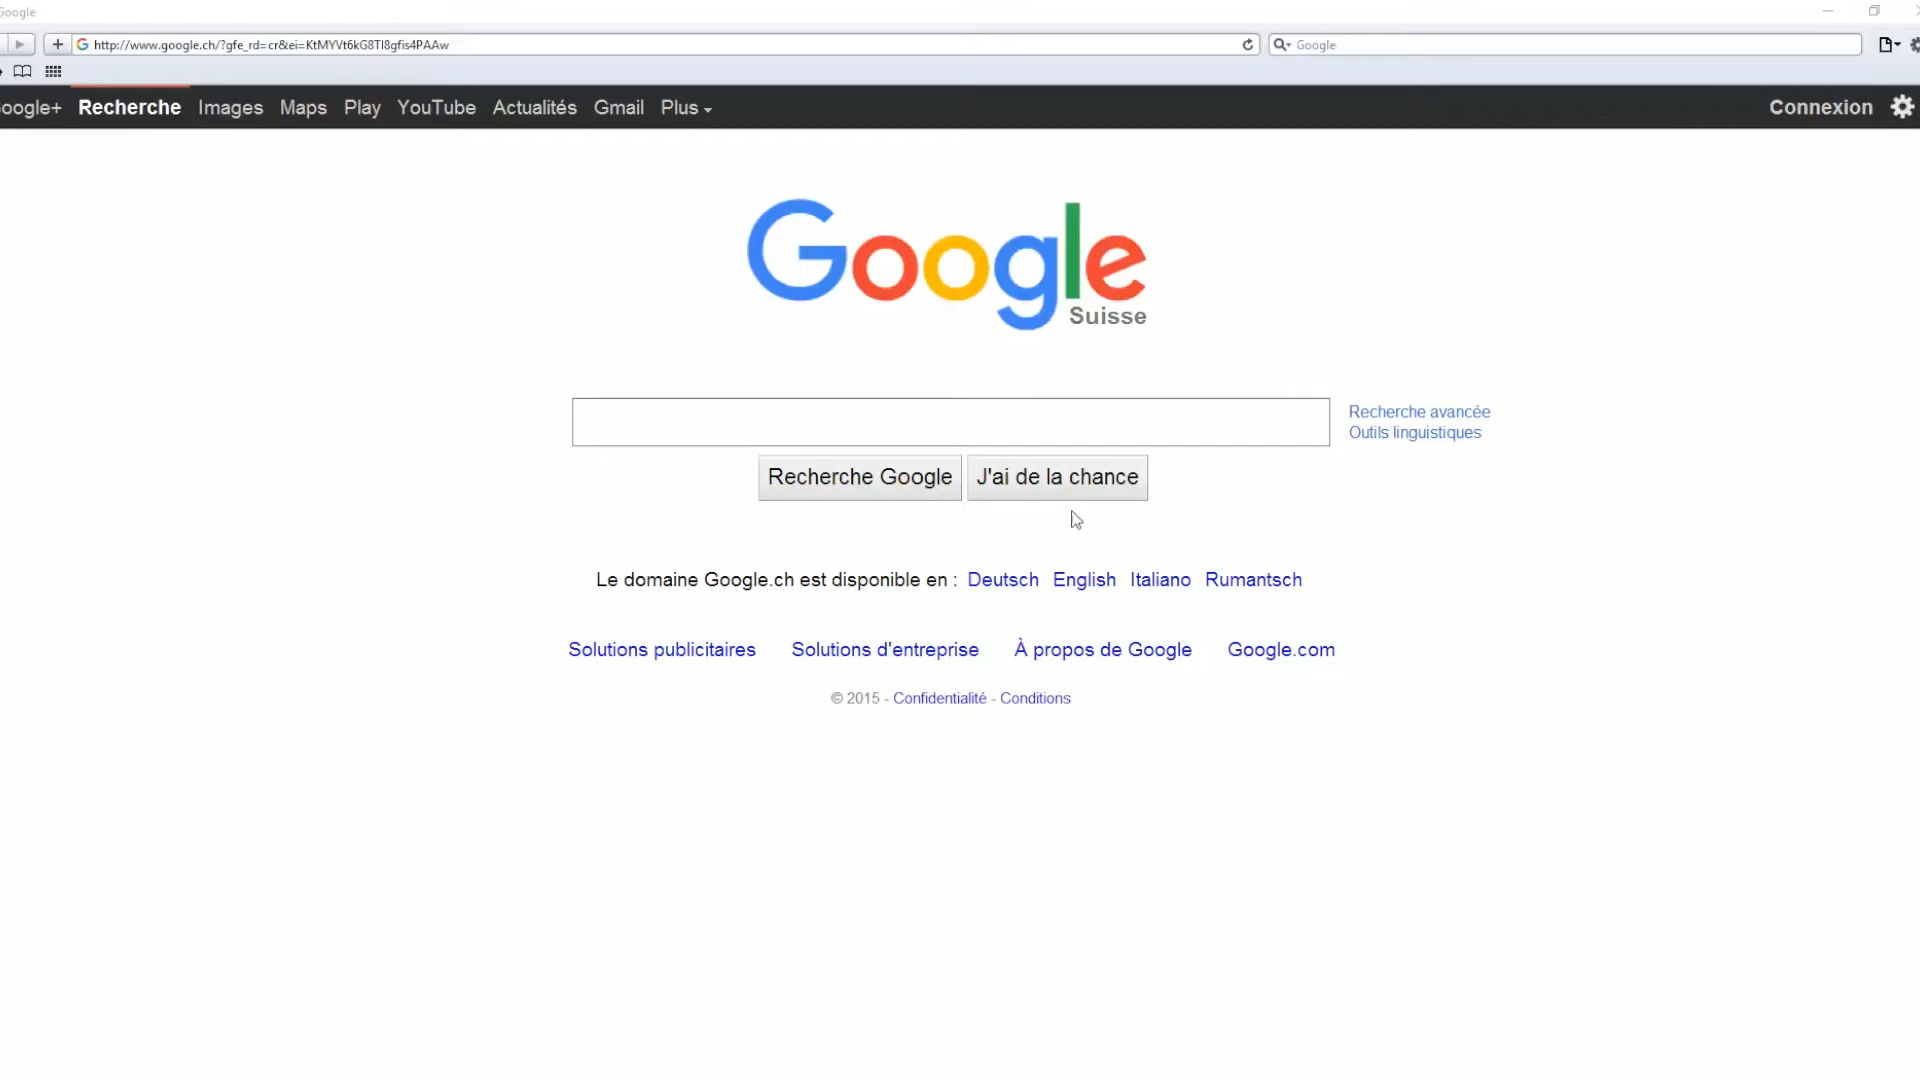 Google
http://www.google.ch/?gfe_rd=cr&ei=KtMYVt6kG8TI8gfis4PAAw
Google
oogle+ Recherche Images Maps Play YouTube Actualités Gmail Plus Connexion
Google
Suisse
Recherche avancée
Outils linguistiques
Recherche Google J'ai de la chance
Le domaine Google.ch est disponible en : Deutsch English Italiano Rumantsch
Solutions publicitaires Solutions d'entreprise À propos de Google Google.com
© 2015 - Confidentialité - Conditions